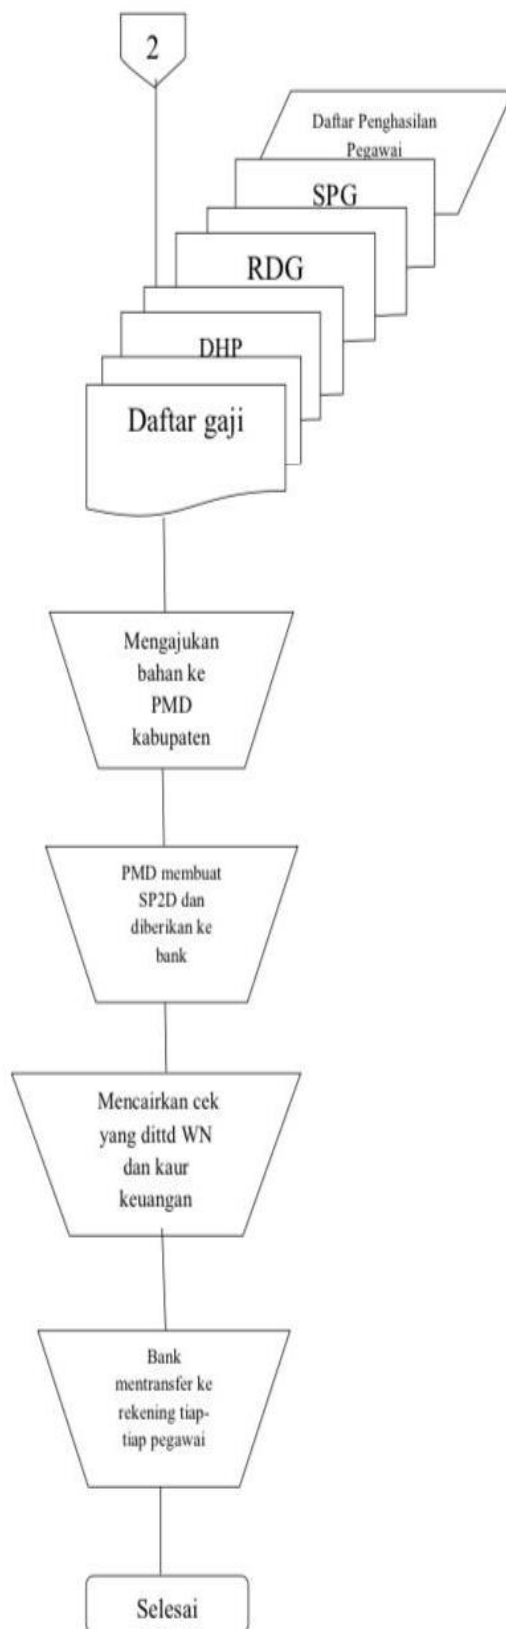 2
Daftar Penghasilan
Pegawai
SPG
RDG
DHP
Daftar gaji
Mengajukan
bahan ke
PMD
kabupaten
PMD membuat
SP2D dan
diberikan ke
bank
Mencairkan cek
yang dittd WN
dan kaur
keuangan
Bank
mentransfer ke
rekening tiap-
tiap pegawai
Selesai